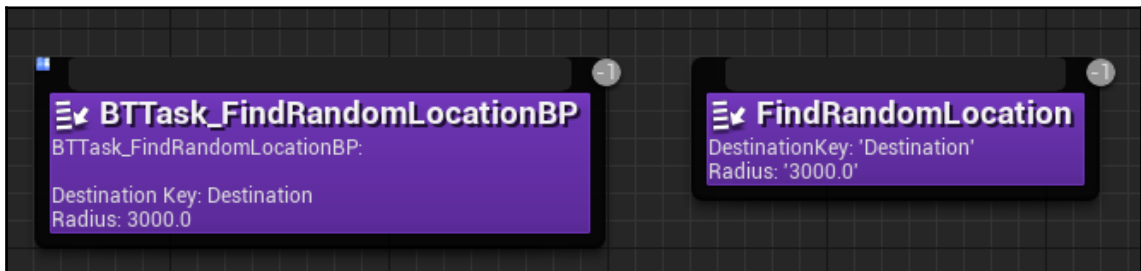 -1
BTTask_FindRandomLocationBP
BTTask_FindRandomLocationBP:
Destination Key: Destination
Radius: 3000.0
-1
FindRandomLocation
DestinationKey: 'Destination'
Radius: '3000.0'